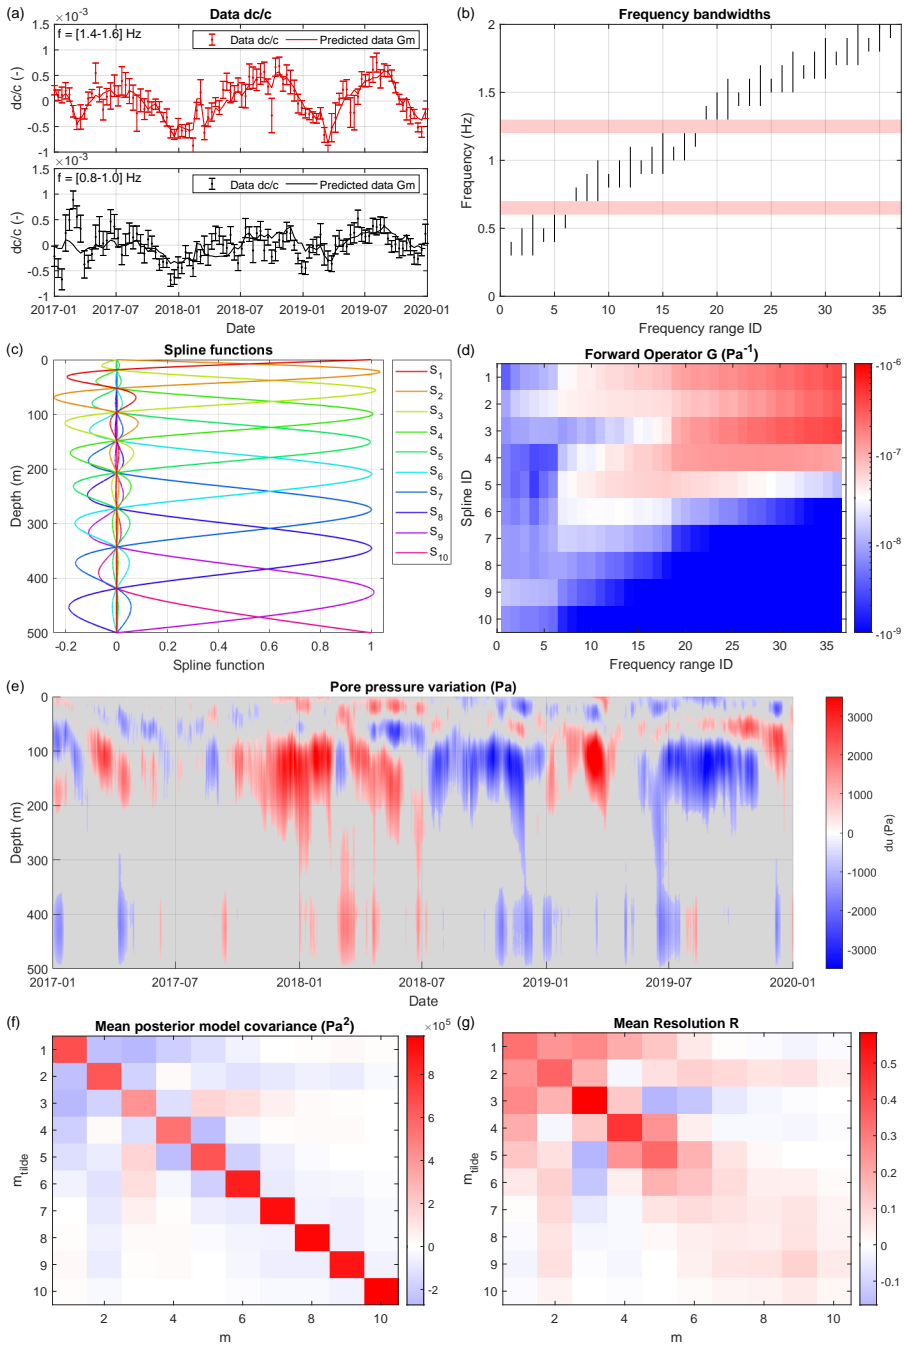 (a)
Data dc/c
×10⁻³
f = [1.4-1.6] Hz
Data dc/c
Predicted data Gm
dc/c (-)
1.5
1
0.5
0
-0.5
-1
×10⁻³
f = [0.8-1.0] Hz
Data dc/c
Predicted data Gm
dc/c (-)
1.5
1
0.5
0
-0.5
-1
2017-01 2017-07 2018-01 2018-07 2019-01 2019-07 2020-01
Date
(b)
Frequency bandwidths
Frequency (Hz)
2
1.5
1
0.5
0
0 5 10 15 20 25 30 35
Frequency range ID
(c)
Spline functions
Depth (m)
0
100
200
300
400
500
-0.2 0 0.2 0.4 0.6 0.8 1
Spline function
S₁
S₂
S₃
S₄
S₅
S₆
S₇
S₈
S₉
S₁₀
(d)
Forward Operator G (Pa⁻¹)
Spline ID
1
2
3
4
5
6
7
8
9
10
0 5 10 15 20 25 30 35
Frequency range ID
-10⁻⁶
-10⁻⁷
-10⁻⁸
-10⁻⁹
(e)
Pore pressure variation (Pa)
Depth (m)
0
100
200
300
400
500
2017-01 2017-07 2018-01 2018-07 2019-01 2019-07 2020-01
Date
3000
2000
1000
0
-1000
-2000
-3000
du (Pa)
(f)
Mean posterior model covariance (Pa²)
m_tilde
1
2
3
4
5
6
7
8
9
10
2 4 6 8 10
m
×10⁵
8
6
4
2
0
-2
(g)
Mean Resolution R
m_tilde
1
2
3
4
5
6
7
8
9
10
2 4 6 8 10
m
0.5
0.4
0.3
0.2
0.1
0
-0.1